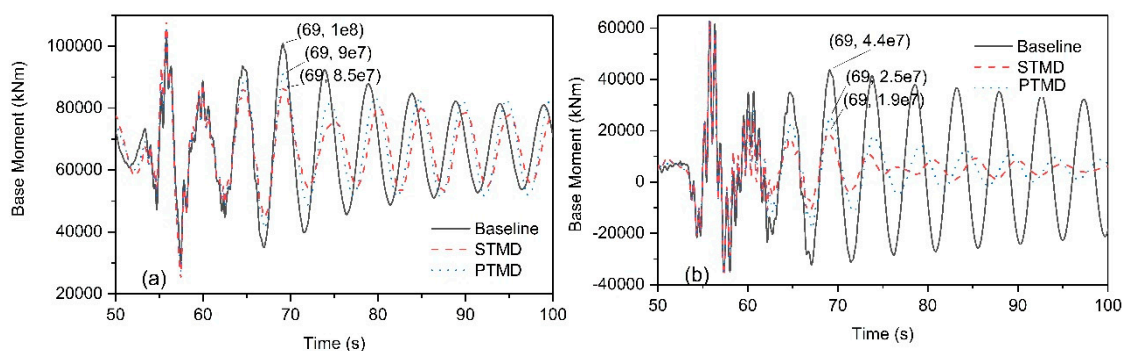 100000
80000
60000
40000
20000
Base Moment (kNm)
(69, 1e8)
(69, 9e7)
(69, 8.5e7)
Baseline
STMD
PTMD
(a)
50 60 70 80 90 100
Time (s)
60000
40000
20000
0
-20000
-40000
Base Moment (kNm)
(69, 4.4e7)
(69, 2.5e7)
(69, 1.9e7)
Baseline
STMD
PTMD
(b)
50 60 70 80 90 100
Time (s)